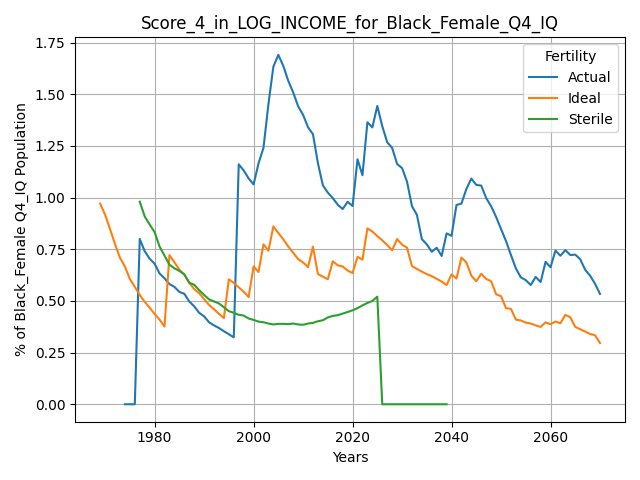 Score_4_in_LOG_INCOME_for_Black_Female_Q4_IQ
% of Black_Female Q4_IQ Population
1.75
1.50
1.25
1.00
0.75
0.50
0.25
0.00
Fertility
Actual
Ideal
Sterile
1980
2000
2020
2040
2060
Years